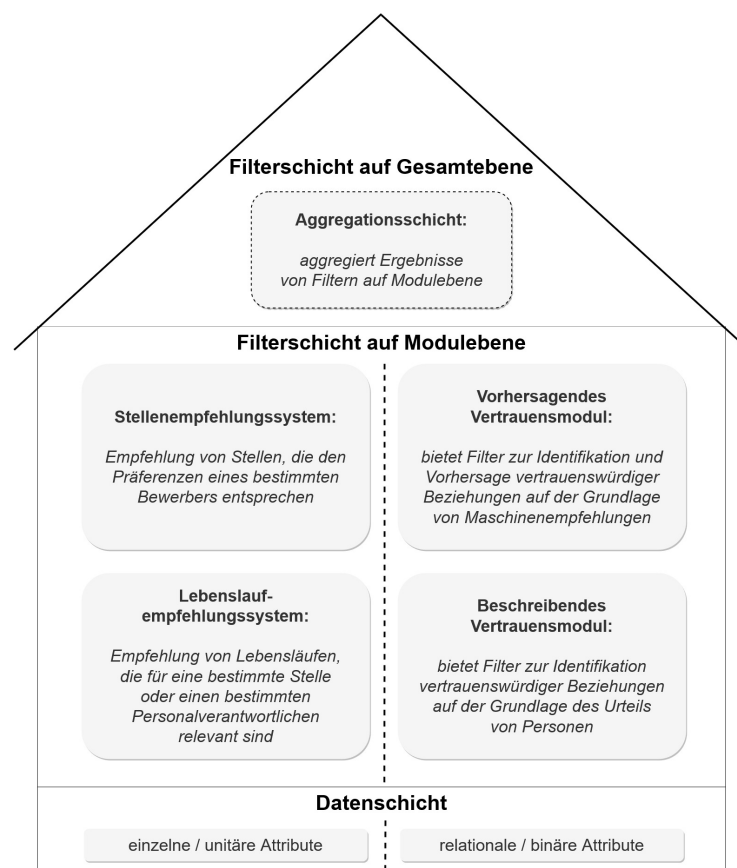 Filterschicht auf Gesamtebene
Aggregationsschicht:
aggregiert Ergebnisse
von Filtern auf Modulebene
Filterschicht auf Modulebene
Stellenempfehlungssystem:
Empfehlung von Stellen, die den
Präferenzen eines bestimmten
Bewerbers entsprechen
Vorhersagendes
Vertrauensmodul:
bietet Filter zur Identifikation und
Vorhersage vertrauenswürdiger
Beziehungen auf der Grundlage
von Maschinenempfehlungen
Lebenslauf-
empfehlungssystem:
Empfehlung von Lebensläufen,
die für eine bestimmte Stelle
oder einen bestimmten
Personalverantwortlichen
relevant sind
Beschreibendes
Vertrauensmodul:
bietet Filter zur Identifikation
vertrauenswürdiger Beziehungen
auf der Grundlage des Urteils
von Personen
Datenschicht
einzelne / unitäre Attribute
relationale / binäre Attribute